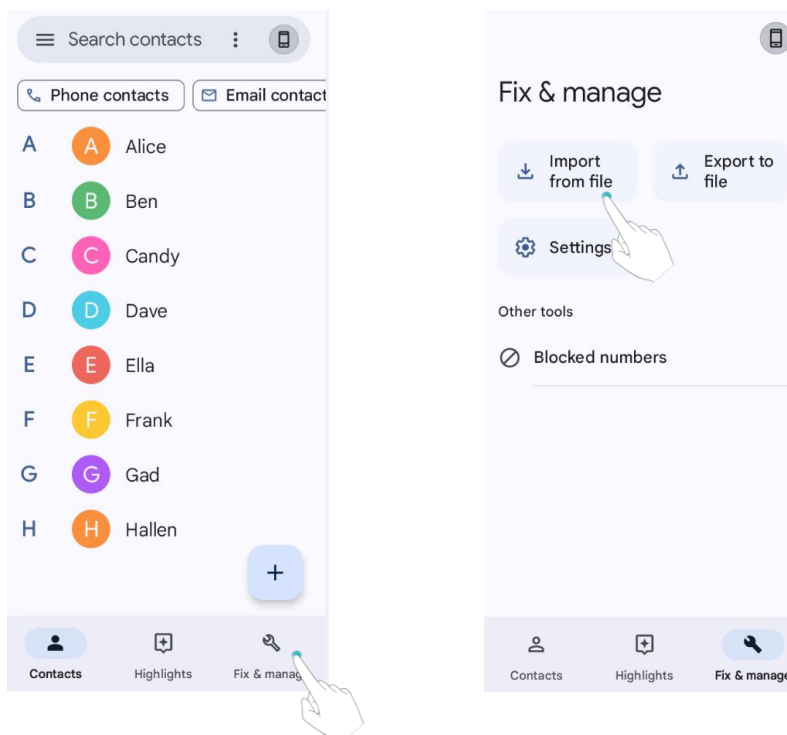 Search contacts
Phone contacts
Email contact
A
A
Alice
B
B
Ben
C
C
Candy
D
D
Dave
E
E
Ella
F
F
Frank
G
G
Gad
H
H
Hallen
+
Contacts
Highlights
Fix & manag
Fix & manage
Import
from file
Export to
file
Settings
Other tools
Blocked numbers
Contacts
Highlights
Fix & manage